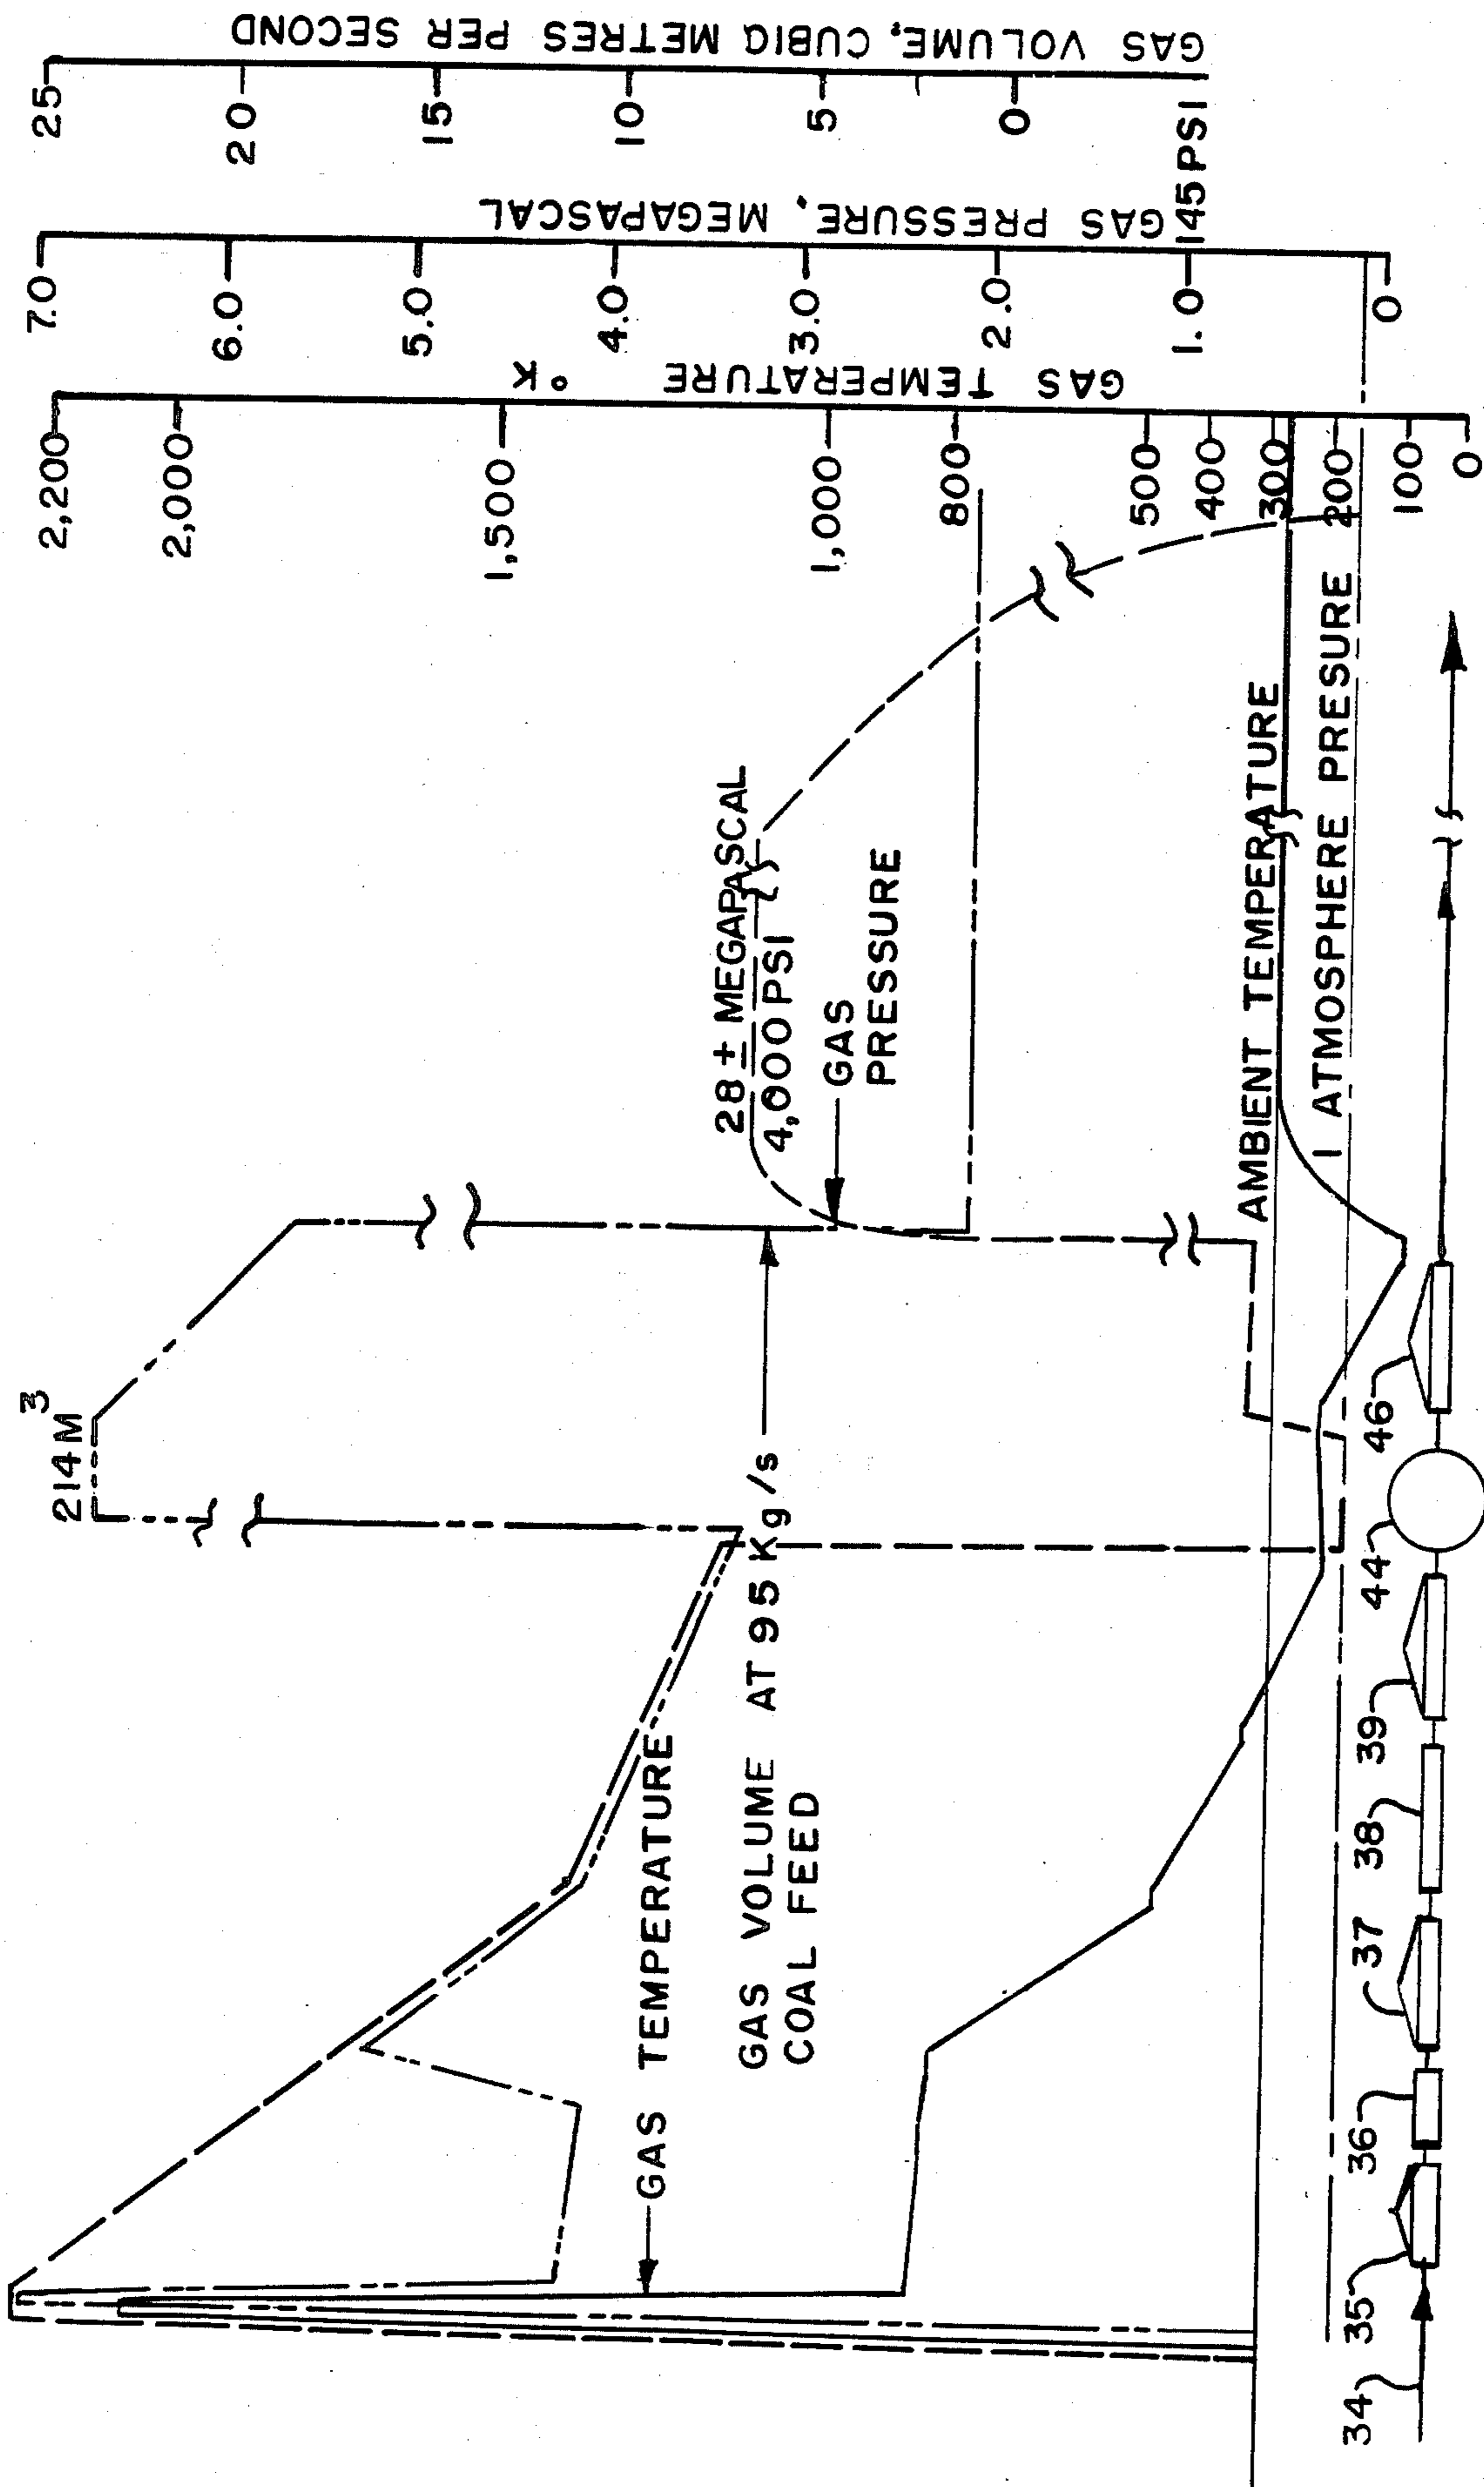 GAS VOLUME, CUBIQ METRES PER SECOND
25
20
15
10
5
0
GAS PRESSURE, MEGAPASCAL
7.0
6.0
5.0
4.0
3.0
2.0
1.0
145 PSI
0
GAS TEMPERATURE °K
2,200
2,000
1,500
1,000
800
500
400
300
200
100
0
214M³
28 ± MEGAPASCAL
4,000 PSI
GAS
PRESSURE
AMBIENT TEMPERATURE
1 ATMOSPHERE PRESSURE
GAS TEMPERATURE
GAS VOLUME AT 95 Kg/s
COAL FEED
34
35
36
37
38
39
44
46